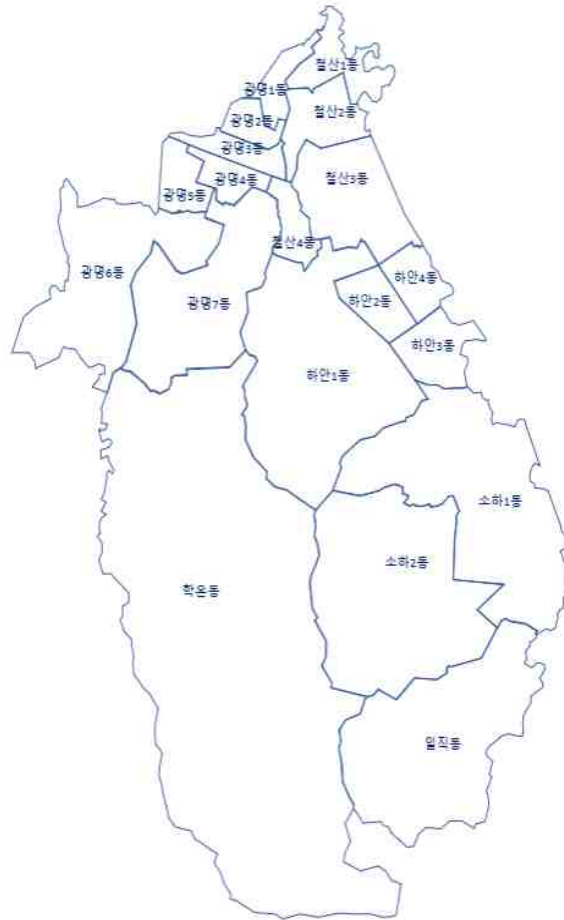 철산1동
광명1동
철산2동
광명2동
광명3동
철산3동
광명4동
광명5동
철산4동
광명6동
하안4동
광명7동
하안2동
하안3동
하안1동
소하1동
소하2동
학온동
일직동